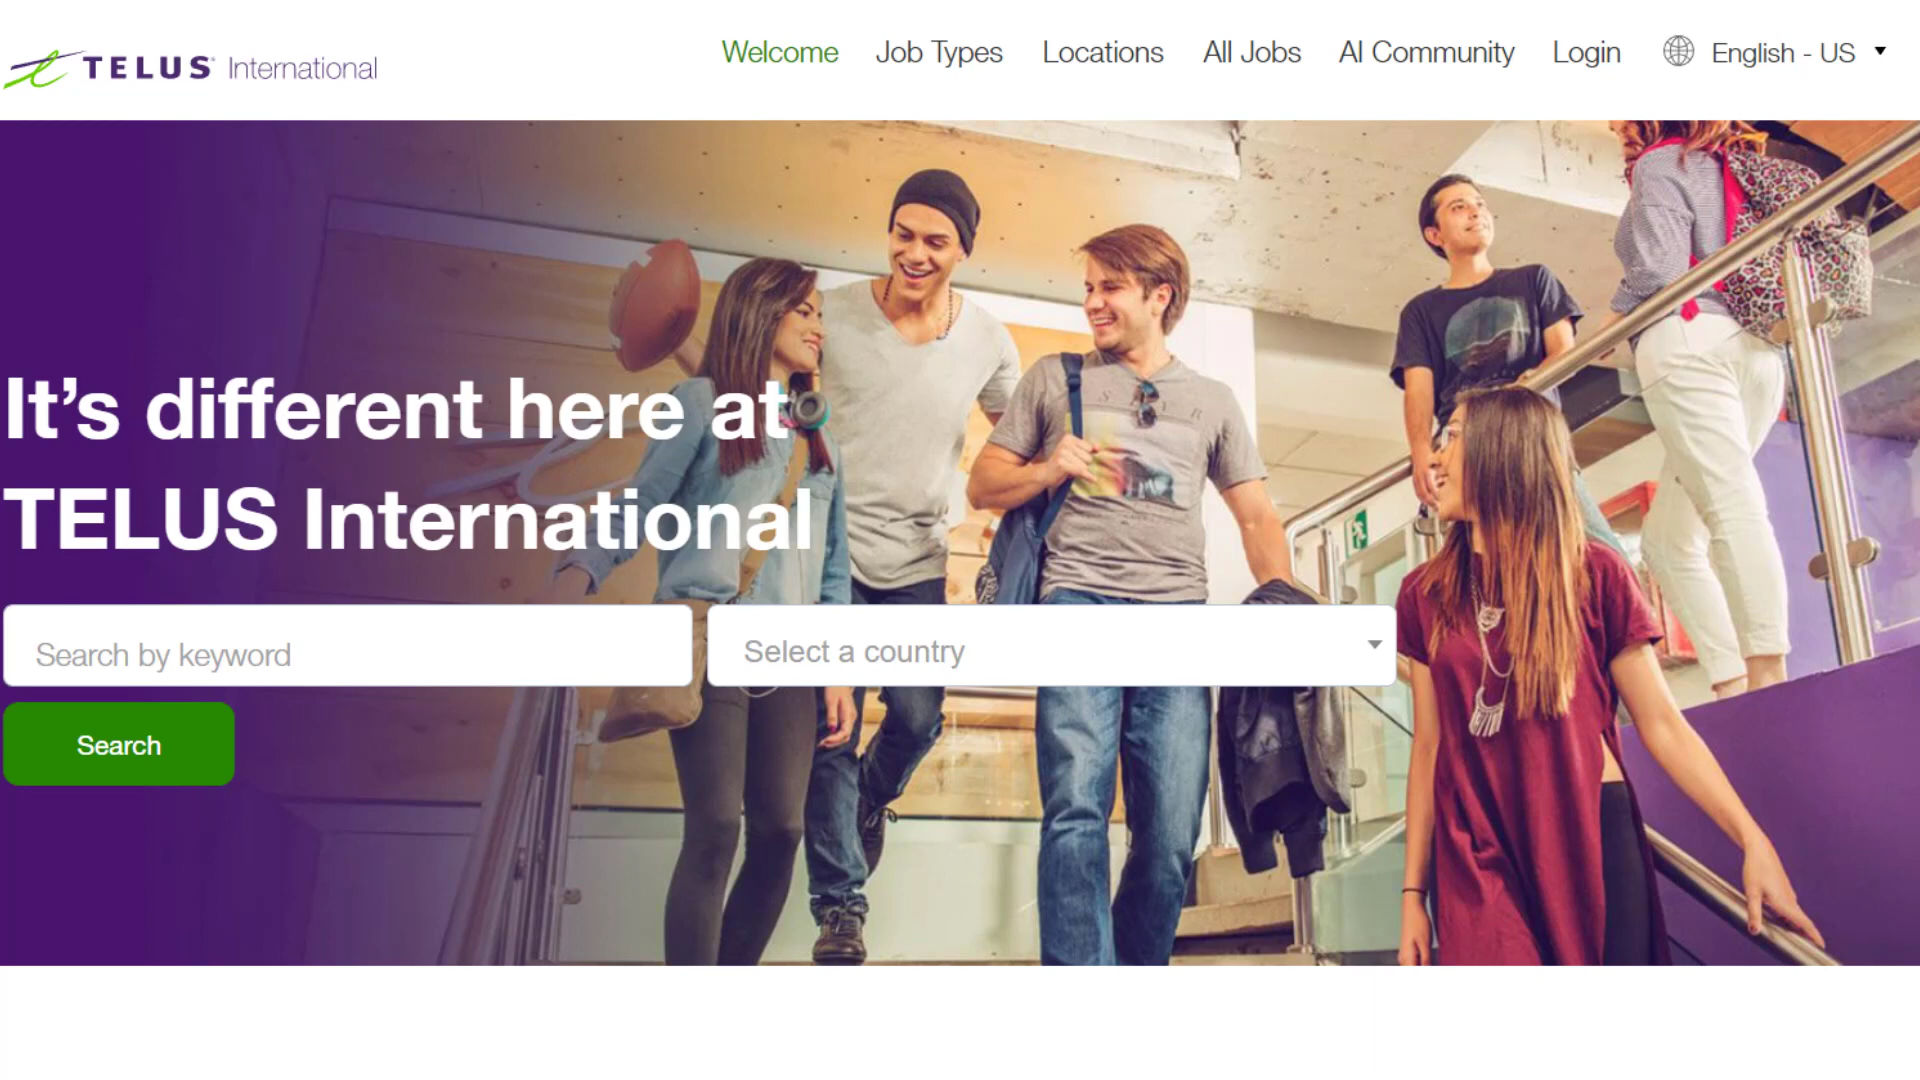 TELUS International
Welcome
Job Types
Locations
All Jobs
AI Community
Login
English - US
It’s different here at
TELUS International
Search by keyword
Select a country
Search